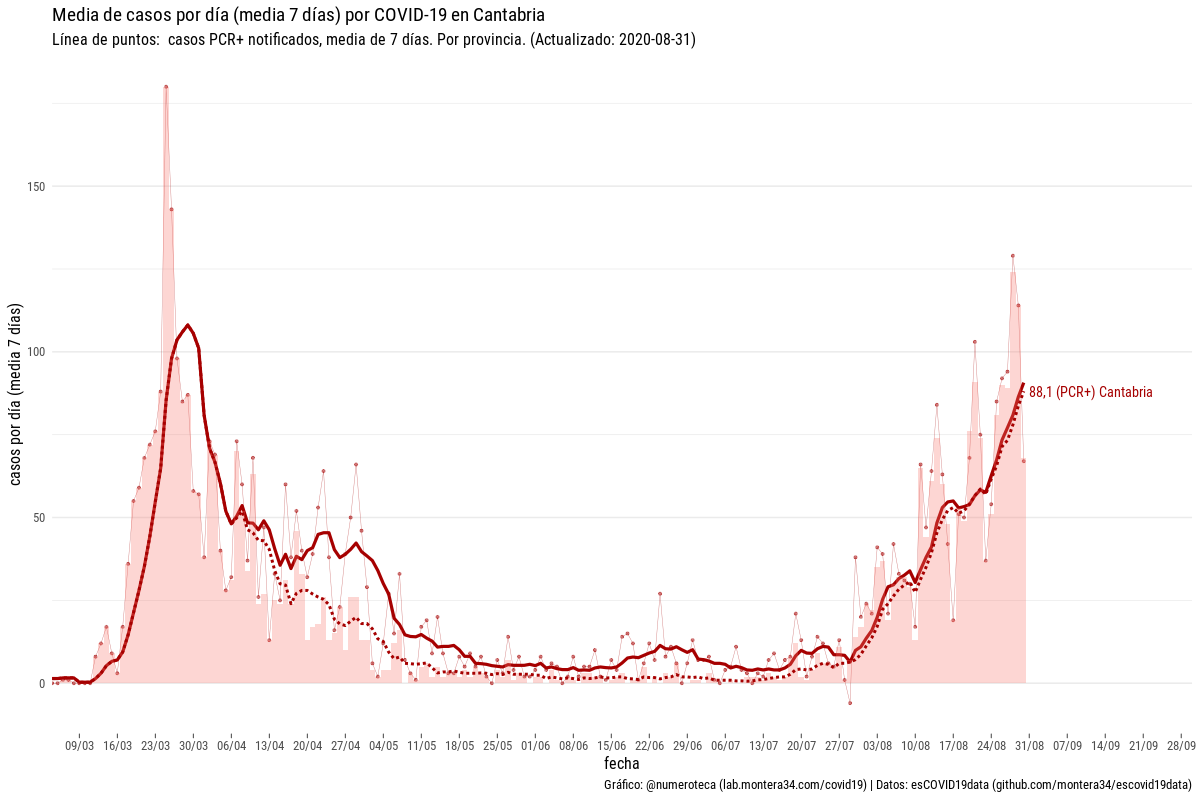 Media de casos por día (media 7 días) por COVID-19 en Cantabria
Línea de puntos:  casos PCR+ notificados, media de 7 días. Por provincia. (Actualizado: 2020-08-31)
casos por día (media 7 días)
150
100
50
0
88,1 (PCR+) Cantabria
09/03 16/03 23/03 30/03 06/04 13/04 20/04 27/04 04/05 11/05 18/05 25/05 01/06 08/06 15/06 22/06 29/06 06/07 13/07 20/07 27/07 03/08 10/08 17/08 24/08 31/08 07/09 14/09 21/09 28/09
fecha
Gráfico: @numeroteca (lab.montera34.com/covid19) | Datos: esCOVID19data (github.com/montera34/escovid19data)